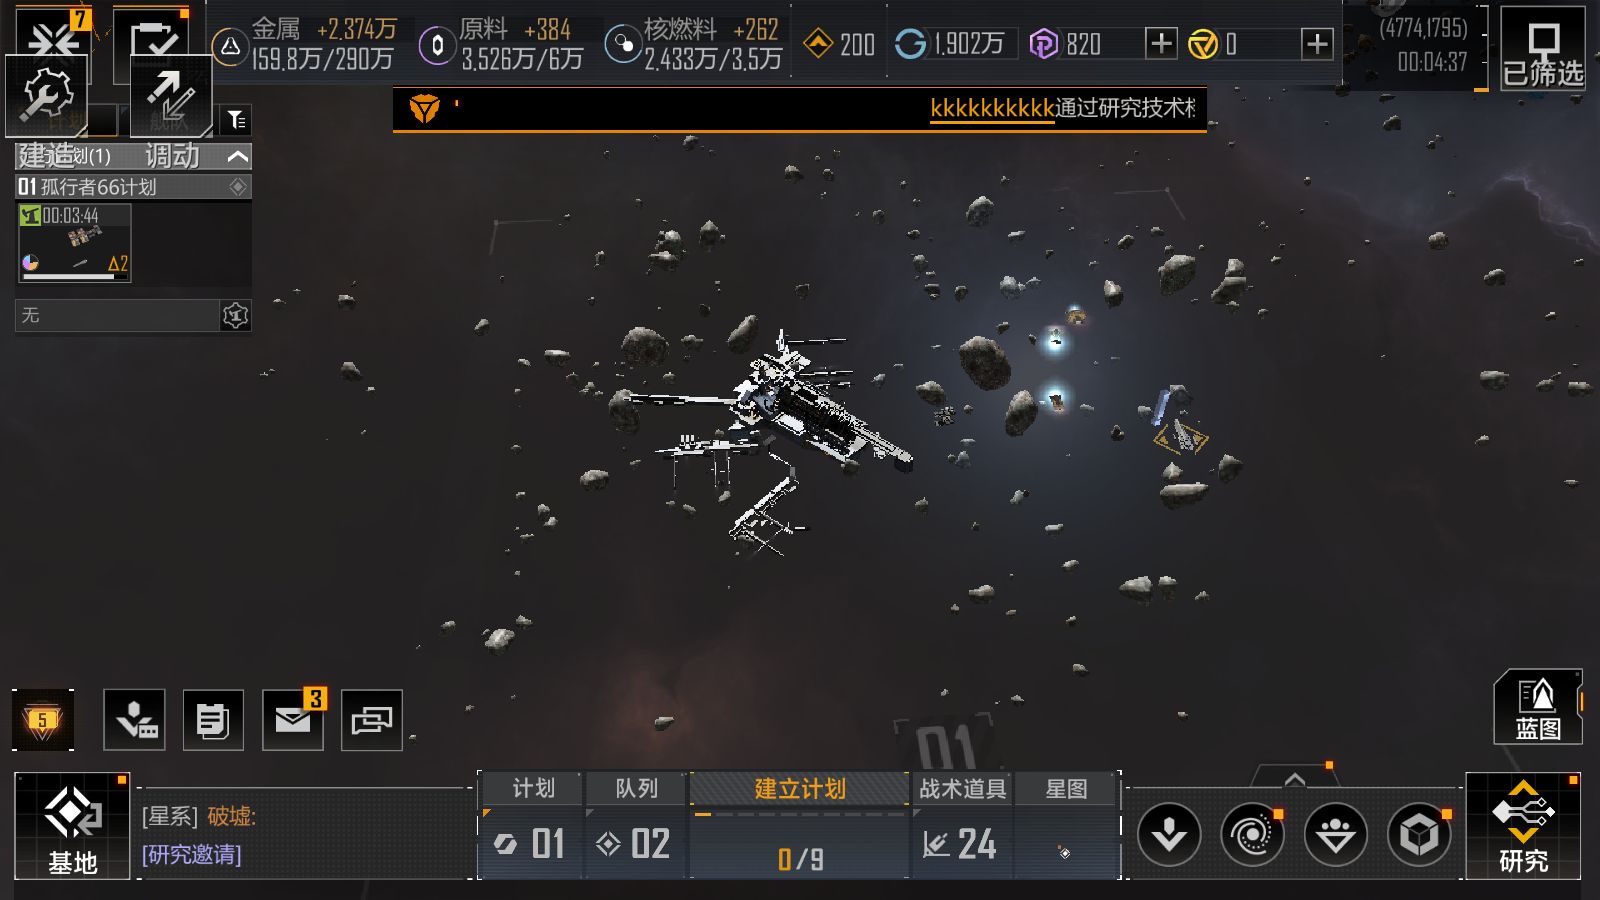 7
金属 +2.374万
159.8万/290万
原料 +384
3.526万/6万
核燃料 +262
2.433万/3.5万
200
1.902万
820
0
(4774,1795)
00:04:37
已筛选
kkkkkkkkkk通过研究技术
建造
划(1)
调动
01 孤行者66计划
00:03:44
2
无
5
3
蓝图
01
基地
[星系] 破墟:
[研究邀请]
计划
01
队列
02
建立计划
0/9
战术道具
24
星图
研究